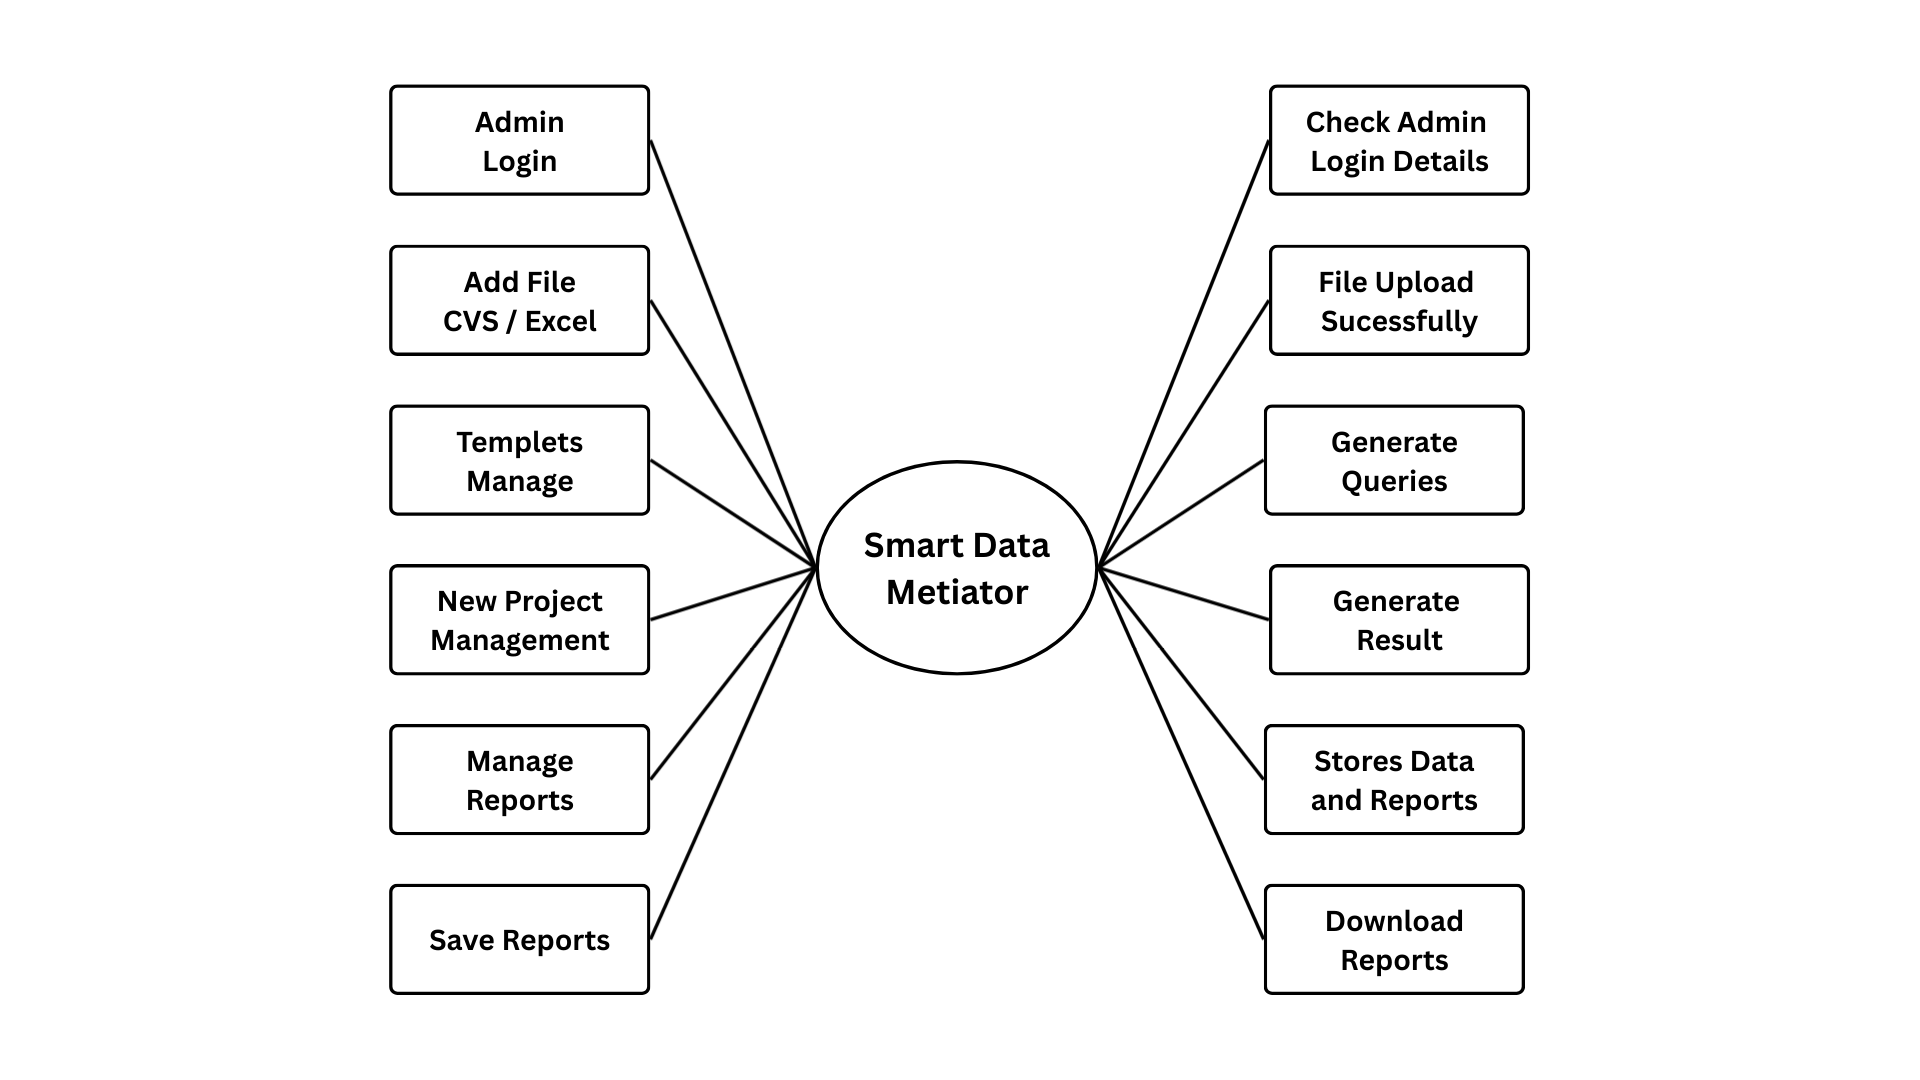 Admin
Login
Add File
CVS / Excel
Templets
Manage
New Project
Management
Manage
Reports
Save Reports
Smart Data
Metiator
Check Admin
Login Details
File Upload
Sucessfully
Generate
Queries
Generate
Result
Stores Data
and Reports
Download
Reports